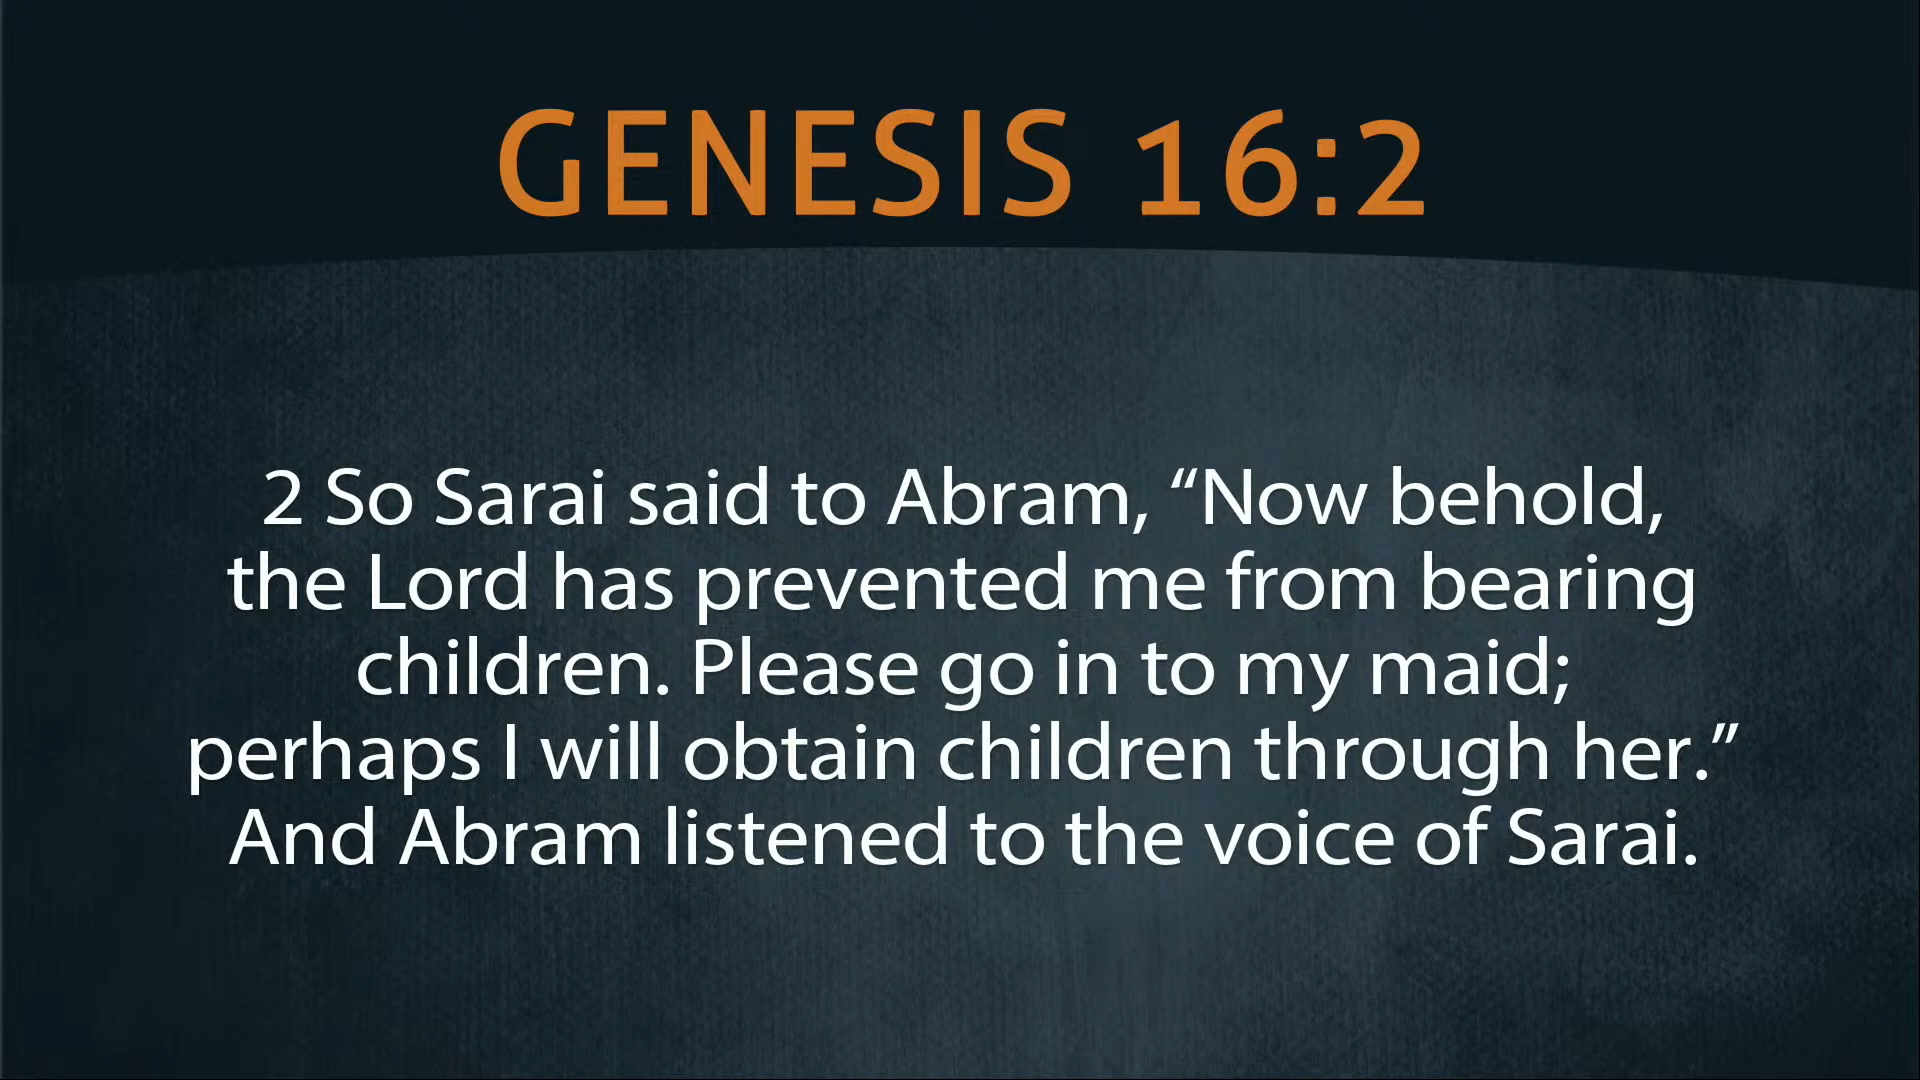 GENESIS 16:2
2 So Sarai said to Abram, “Now behold,
the Lord has prevented me from bearing
children. Please go in to my maid;
perhaps I will obtain children through her.”
And Abram listened to the voice of Sarai.